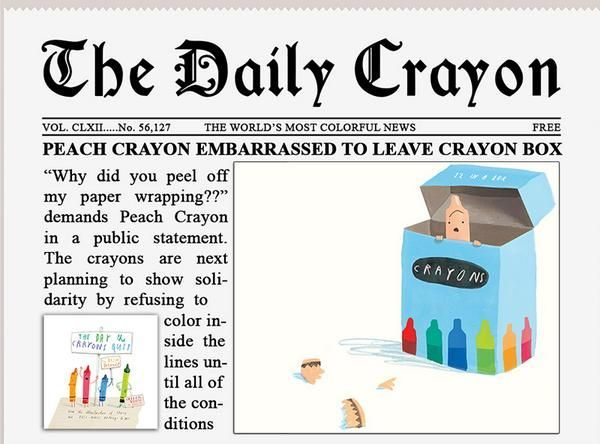 The Daily Crayon
VOL. CLXII.....No. 56,127 THE WORLD'S MOST COLORFUL NEWS FREE
PEACH CRAYON EMBARRASSED TO LEAVE CRAYON BOX
“Why did you peel off
my paper wrapping??”
demands Peach Crayon
in a public statement.
The crayons are next
planning to show soli-
darity by refusing to
color in-
side the
lines un-
til all of
the con-
ditions
12 IN A BOX
CRAYONS
THE DAY the
CRAYONS QUIT